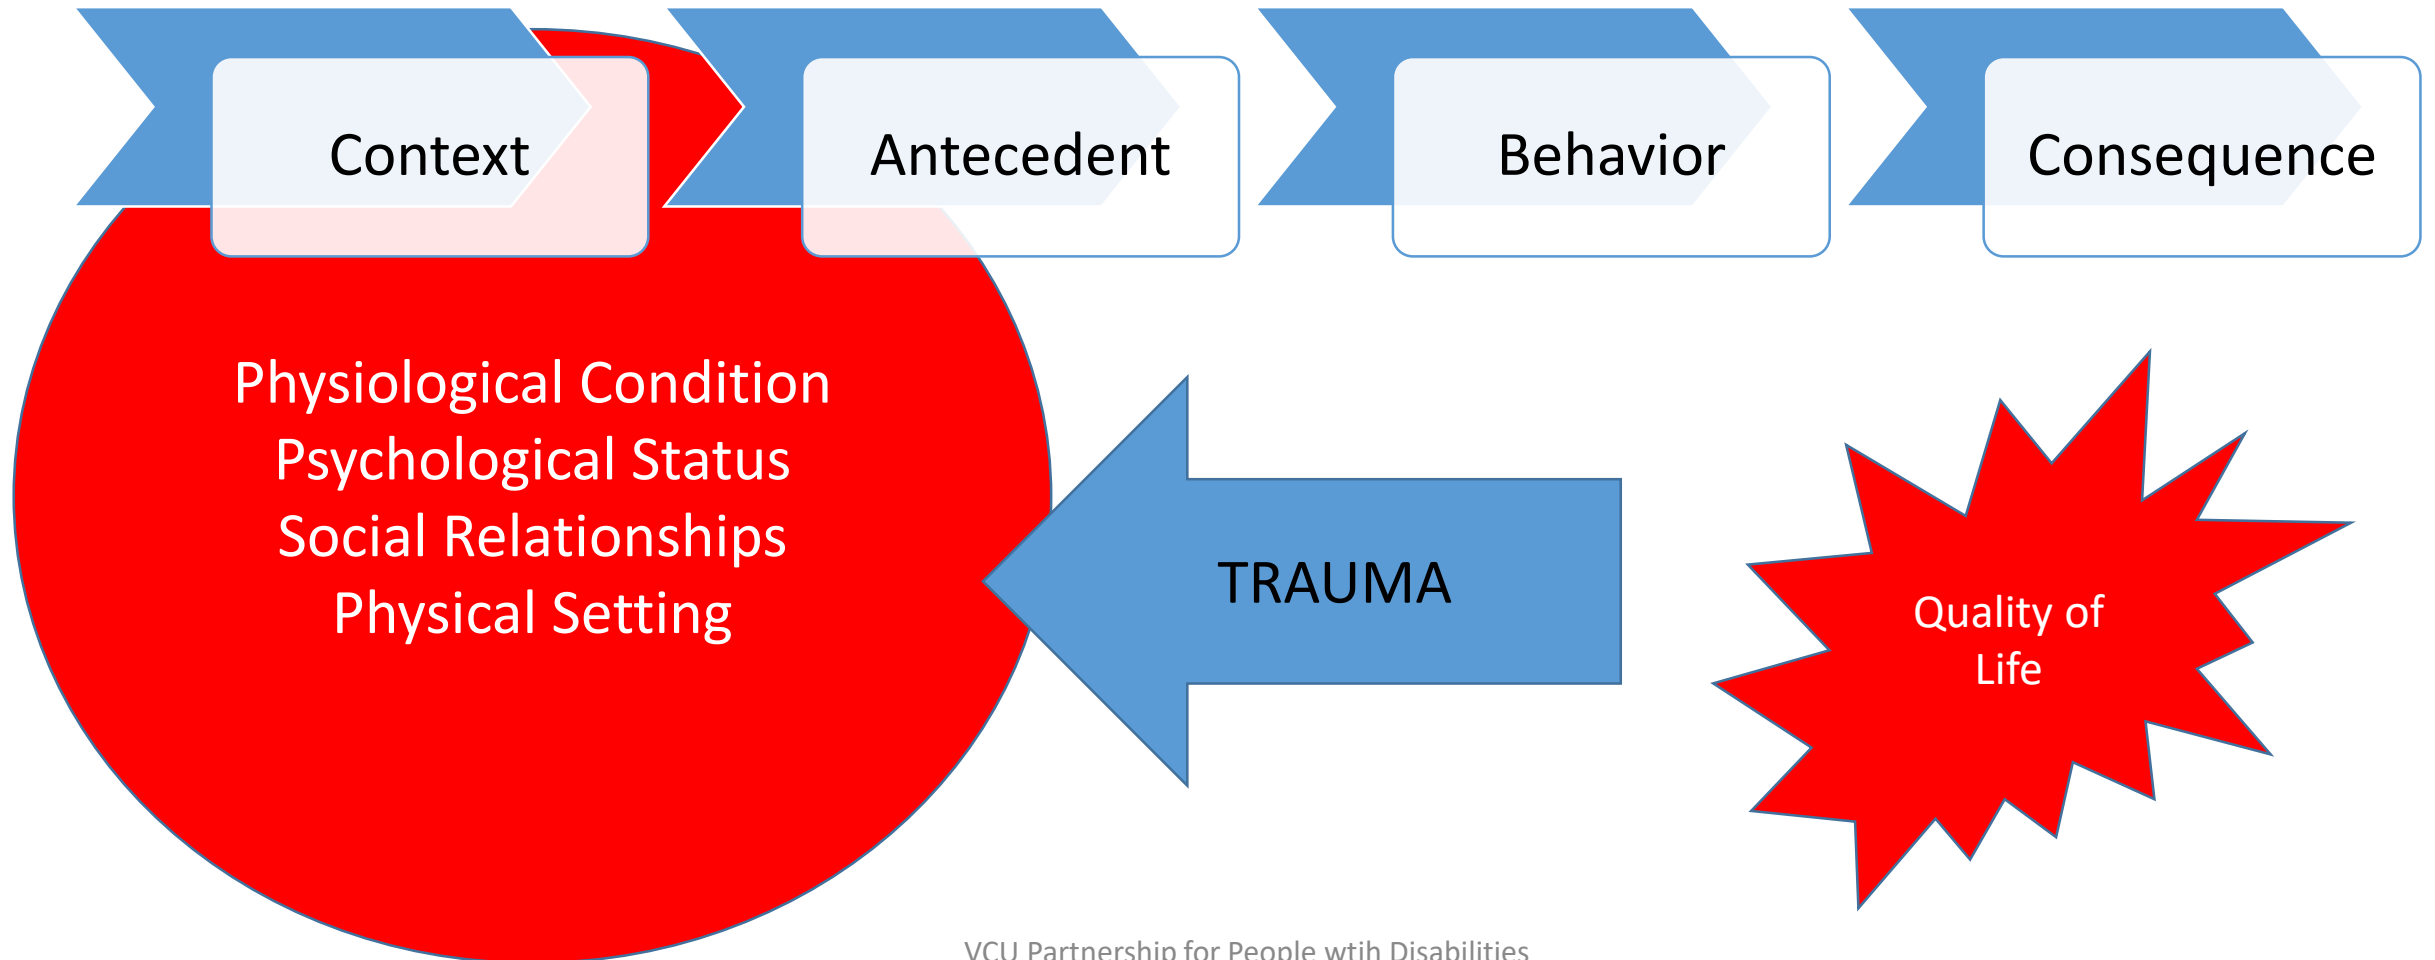 Context
Antecedent
Behavior
Consequence
Physiological Condition
Psychological Status
Social Relationships
Physical Setting
TRAUMA
Quality of
Life
VCU Partnership for People wtih Disabilities